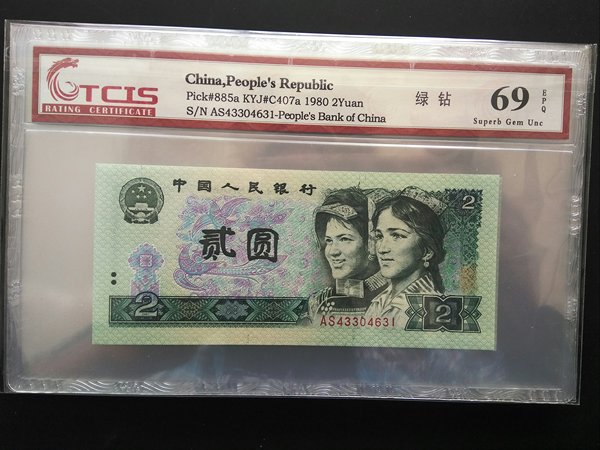 TCIS
RATING CERTIFICATE
China,People's Republic
Pick#885a KYJ#C407a 1980 2Yuan
S/N AS43304631-People's Bank of China
绿钻
69 EPQ
Superb Gem Unc
中国人民银行
2
贰圆
2
AS43304631
2